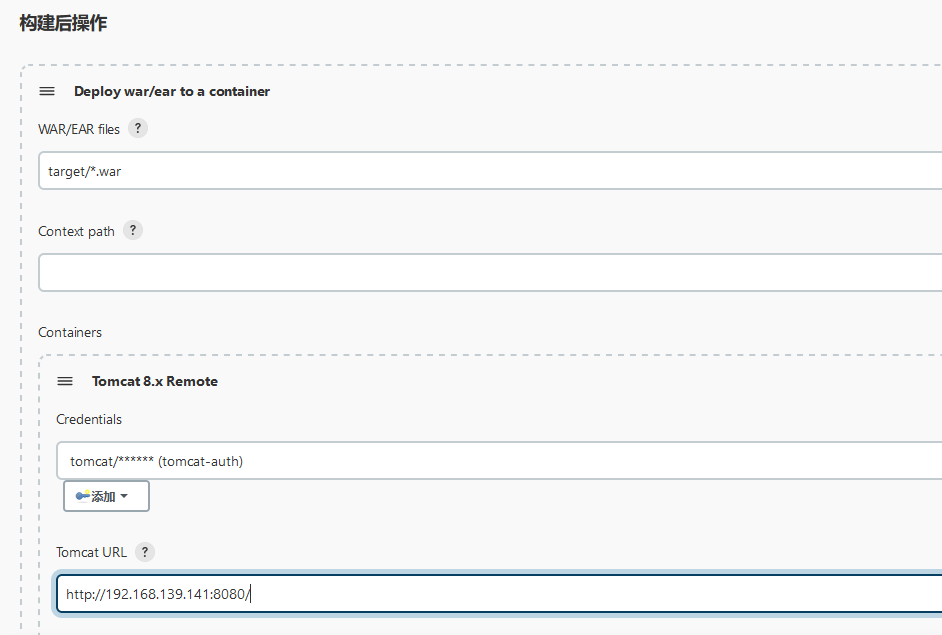 构建后操作
Deploy war/ear to a container
WAR/EAR files ?
target/*.war
Context path ?
Containers
Tomcat 8.x Remote
Credentials
tomcat/****** (tomcat-auth)
添加
Tomcat URL ?
http://192.168.139.141:8080/